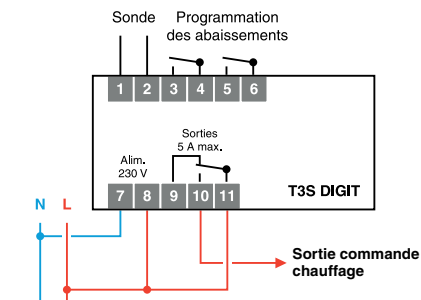 Sonde
Programmation
des abaissements
1 2 3 4 5 6
Sorties
5 A max.
Alim.
230 V
7 8 9 10 11
T3S DIGIT
N L
Sortie commande
chauffage